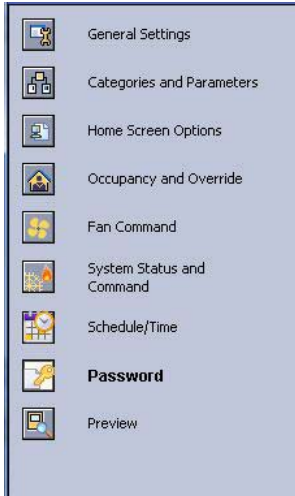 General Settings
Categories and Parameters
Home Screen Options
Occupancy and Override
Fan Command
System Status and
Command
Schedule/Time
Password
Preview